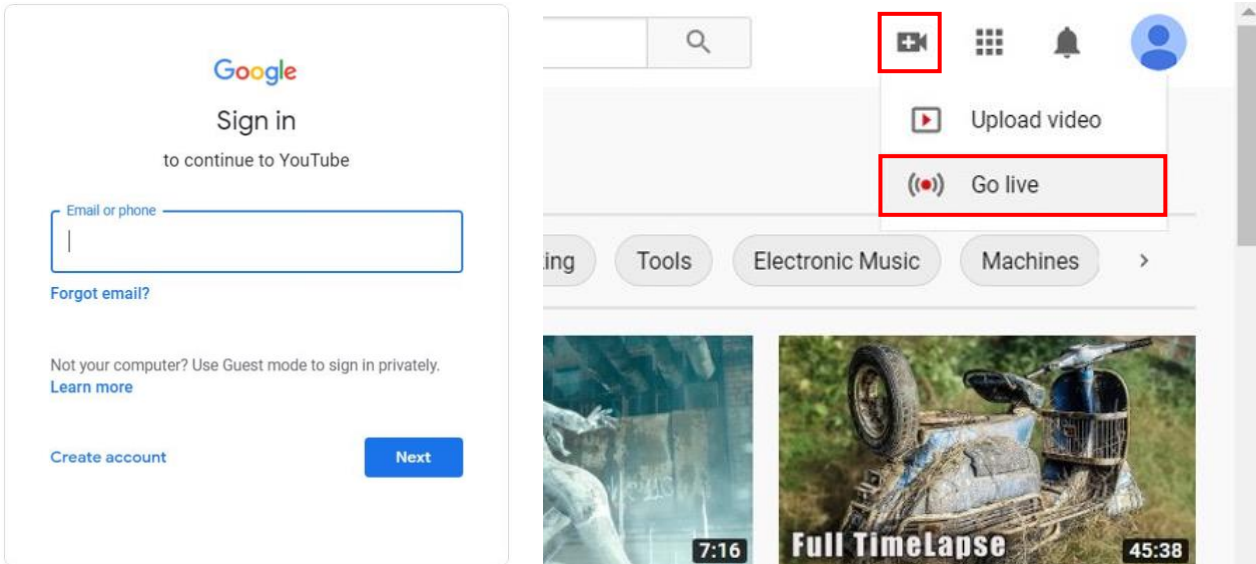 Google
Sign in
to continue to YouTube
Email or phone
Forgot email?
Not your computer? Use Guest mode to sign in privately.
Learn more
Create account
Next
Upload video
Go live
ing
Tools
Electronic Music
Machines
7:16
Full TimeLapse
45:38